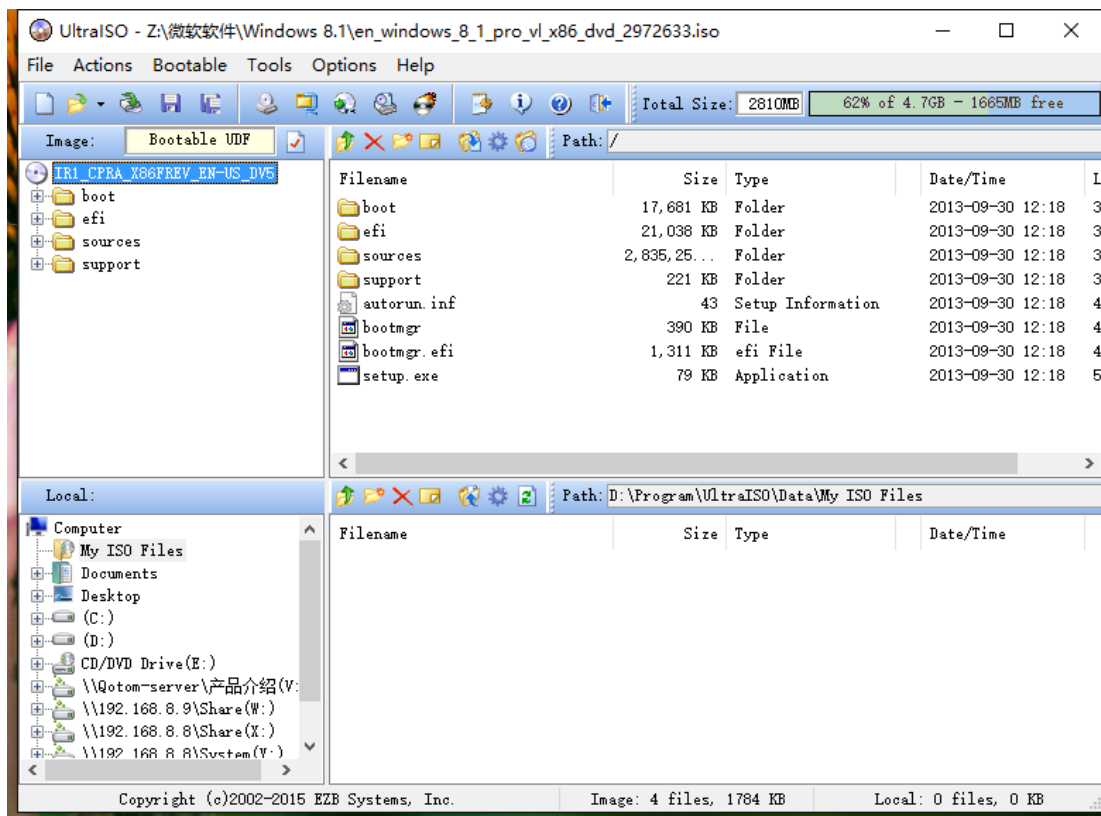 UltraISO - Z:\微软软件\Windows 8.1\en_windows_8_1_pro_vl_x86_dvd_2972633.iso
File Actions Bootable Tools Options Help
Total Size: 2810MB 62% of 4.7GB - 1665MB free
Image: Bootable UDF Path: /
IR1_CPRA_X86FREV_EN-US_DV5
boot
efi
sources
support
Filename Size Type Date/Time L
boot 17,681 KB Folder 2013-09-30 12:18 3
efi 21,038 KB Folder 2013-09-30 12:18 3
sources 2,835,25... Folder 2013-09-30 12:18 3
support 221 KB Folder 2013-09-30 12:18 3
autorun.inf 43 Setup Information 2013-09-30 12:18 4
bootmgr 390 KB File 2013-09-30 12:18 4
bootmgr.efi 1,311 KB efi File 2013-09-30 12:18 4
setup.exe 79 KB Application 2013-09-30 12:18 5
Local: Path: D:\Program\UltraISO\Data\My ISO Files
Computer
My ISO Files
Documents
Desktop
(C:)
(D:)
CD/DVD Drive(E:)
\\Qotom-server\产品介绍(V:
\\192.168.8.9\Share(W:)
\\192.168.8.8\Share(X:)
\\192.168.8.8\System(Y:)
Filename Size Type Date/Time
Copyright (c)2002-2015 EZB Systems, Inc. Image: 4 files, 1784 KB Local: 0 files, 0 KB